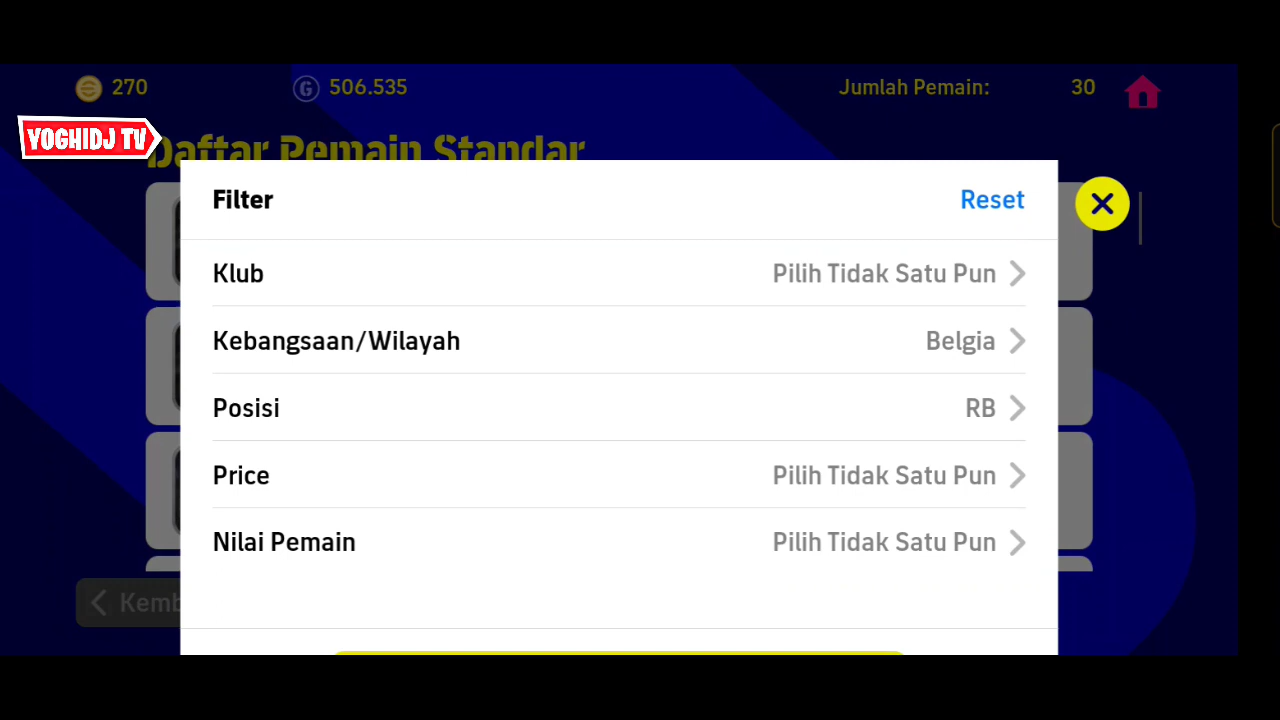 270
506.535
Jumlah Pemain: 30
YOGHIDJ TV
Daftar Pemain Standar
Filter
Reset
Klub
Pilih Tidak Satu Pun
Kebangsaan/Wilayah
Belgia
Posisi
RB
Price
Pilih Tidak Satu Pun
Nilai Pemain
Pilih Tidak Satu Pun
Kemb